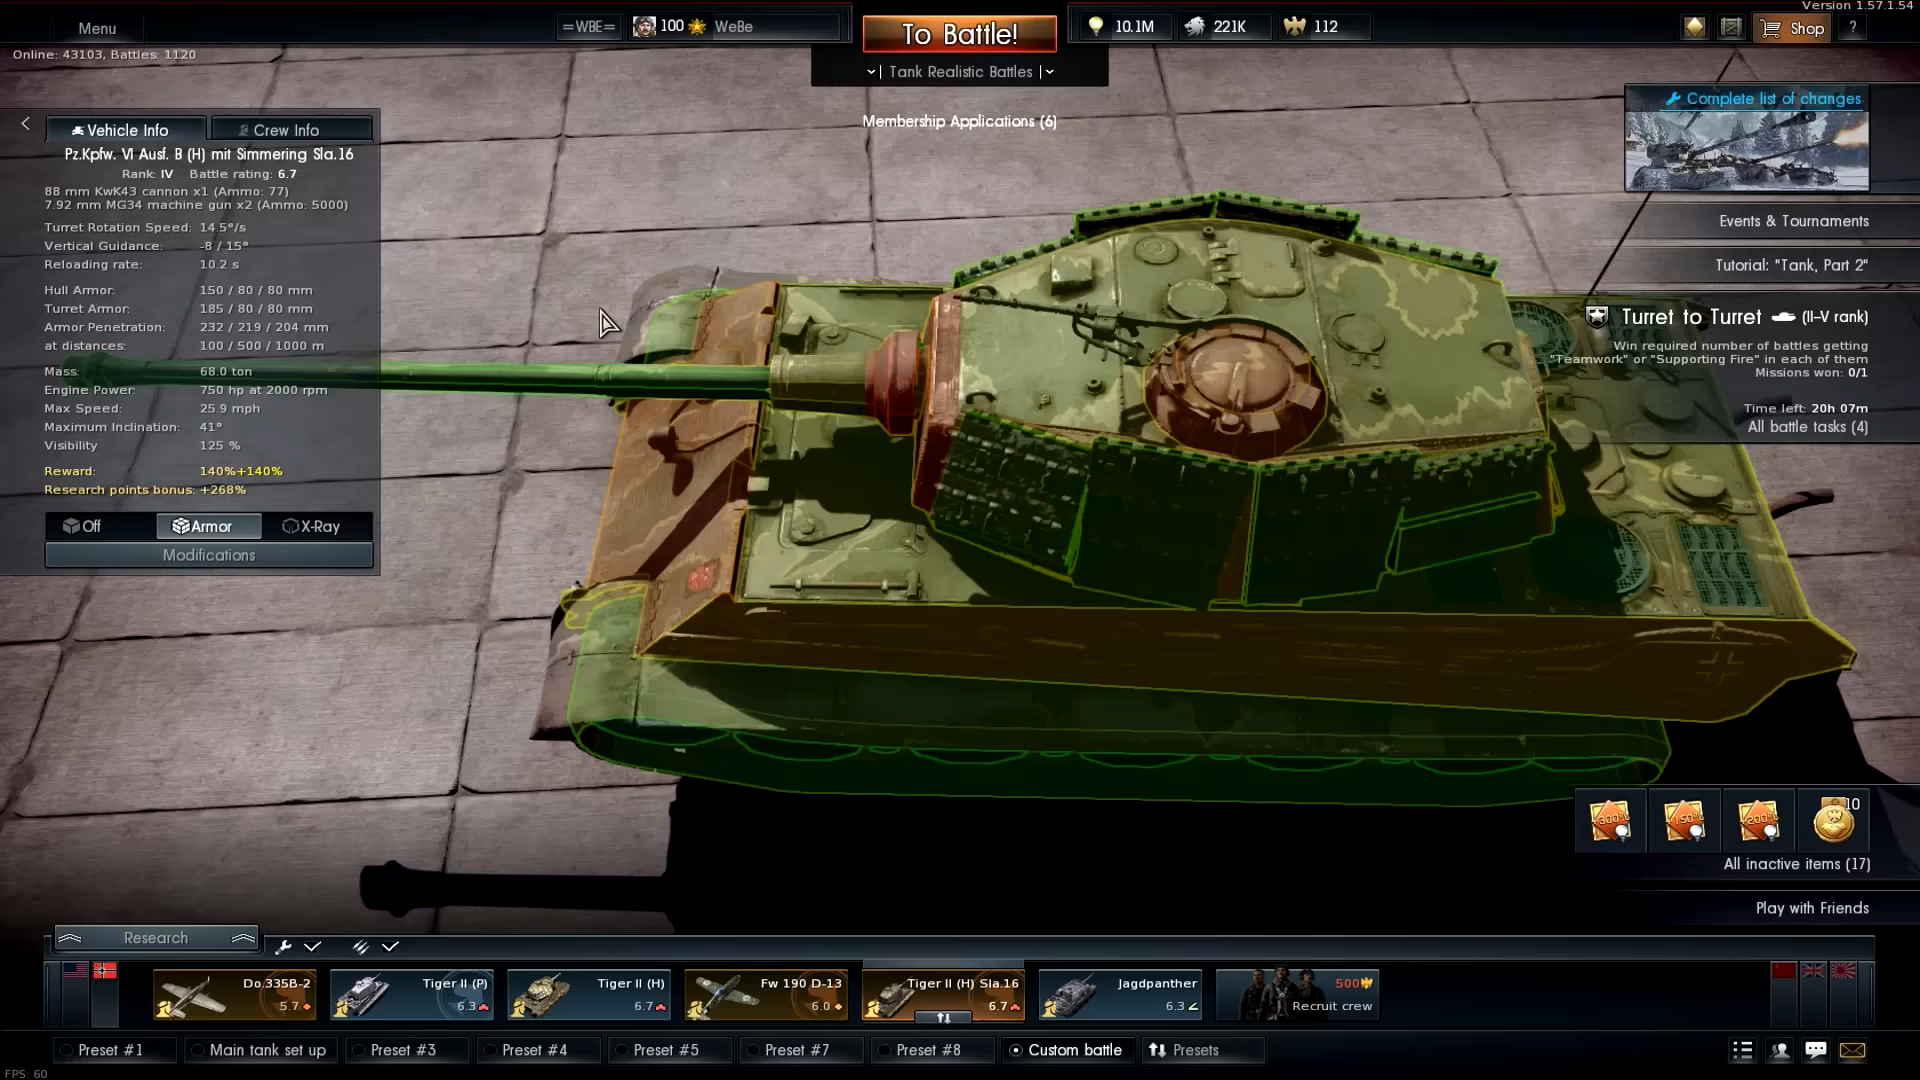 Version 1.57.1.54
Menu
=WBE=
100 WeBe
To Battle!
10.1M
221K
112
Shop
?
Online: 43103, Battles: 1120
Tank Realistic Battles
Membership Applications (6)
Complete list of changes
Events & Tournaments
Tutorial: "Tank, Part 2"
Turret to Turret (II–V rank)
Win required number of battles getting
"Teamwork" or "Supporting Fire" in each of them
Missions won: 0/1
Time left: 20h 07m
All battle tasks (4)
Vehicle Info
Crew Info
Pz.Kpfw. VI Ausf. B (H) mit Simmering Sla.16
Rank: IV Battle rating: 6.7
88 mm KwK43 cannon x1 (Ammo: 77)
7.92 mm MG34 machine gun x2 (Ammo: 5000)
Turret Rotation Speed: 14.5°/s
Vertical Guidance: -8 / 15°
Reloading rate: 10.2 s
Hull Armor: 150 / 80 / 80 mm
Turret Armor: 185 / 80 / 80 mm
Armor Penetration: 232 / 219 / 204 mm
at distances: 100 / 500 / 1000 m
Mass: 68.0 ton
Engine Power: 750 hp at 2000 rpm
Max Speed: 25.9 mph
Maximum Inclination: 41°
Visibility 125 %
Reward: 140%+140%
Research points bonus: +268%
Off
Armor
X-Ray
Modifications
300%
150%
200%
10
All inactive items (17)
Play with Friends
Research
Do.335B-2
5.7
Tiger II (P)
6.3
Tiger II (H)
6.7
Fw 190 D-13
6.0
Tiger II (H) Sla.16
6.7
Jagdpanther
6.3
500
Recruit crew
Preset #1
Main tank set up
Preset #3
Preset #4
Preset #5
Preset #7
Preset #8
Custom battle
Presets
FPS: 60